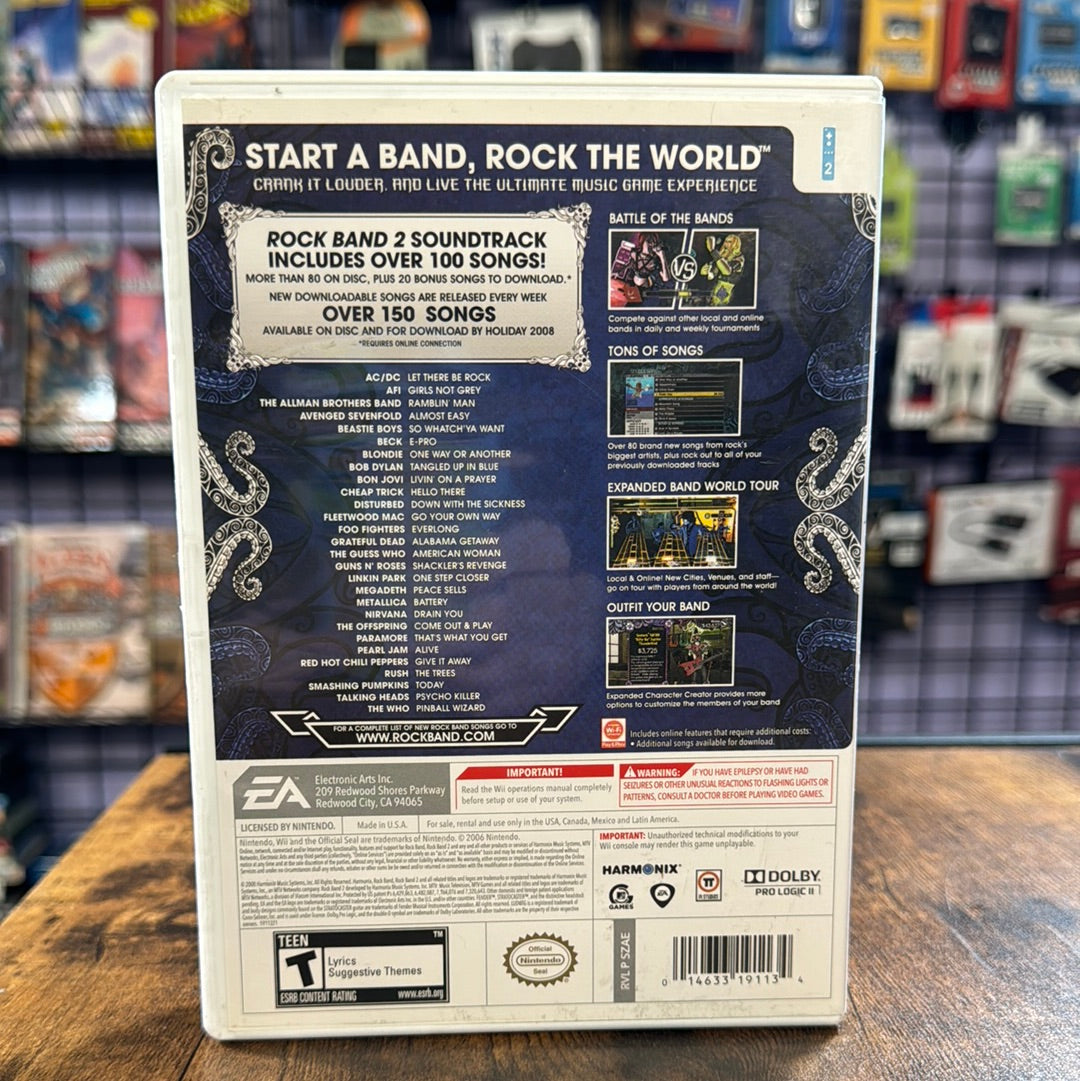 START A BAND, ROCK THE WORLD™
CRANK IT LOUDER, AND LIVE THE ULTIMATE MUSIC GAME EXPERIENCE
2
ROCK BAND 2 SOUNDTRACK
INCLUDES OVER 100 SONGS!
MORE THAN 80 ON DISC, PLUS 20 BONUS SONGS TO DOWNLOAD.*
NEW DOWNLOADABLE SONGS ARE RELEASED EVERY WEEK
OVER 150 SONGS
AVAILABLE ON DISC AND FOR DOWNLOAD BY HOLIDAY 2008
*REQUIRES ONLINE CONNECTION
AC/DC LET THERE BE ROCK
AFI GIRLS NOT GREY
THE ALLMAN BROTHERS BAND RAMBLIN' MAN
AVENGED SEVENFOLD ALMOST EASY
BEASTIE BOYS SO WHATCH'YA WANT
BECK E-PRO
BLONDIE ONE WAY OR ANOTHER
BOB DYLAN TANGLED UP IN BLUE
BON JOVI LIVIN' ON A PRAYER
CHEAP TRICK HELLO THERE
DISTURBED DOWN WITH THE SICKNESS
FLEETWOOD MAC GO YOUR OWN WAY
FOO FIGHTERS EVERLONG
GRATEFUL DEAD ALABAMA GETAWAY
THE GUESS WHO AMERICAN WOMAN
GUNS N' ROSES SHACKLER'S REVENGE
LINKIN PARK ONE STEP CLOSER
MEGADETH PEACE SELLS
METALLICA BATTERY
NIRVANA DRAIN YOU
THE OFFSPRING COME OUT & PLAY
PARAMORE THAT'S WHAT YOU GET
PEARL JAM ALIVE
RED HOT CHILI PEPPERS GIVE IT AWAY
RUSH THE TREES
SMASHING PUMPKINS TODAY
TALKING HEADS PSYCHO KILLER
THE WHO PINBALL WIZARD
FOR A COMPLETE LIST OF NEW ROCK BAND SONGS GO TO
WWW.ROCKBAND.COM
BATTLE OF THE BANDS
VS
Compete against other local and online
bands in daily and weekly tournaments
TONS OF SONGS
Over 80 brand new songs from rock's
biggest artists, plus rock out to all of your
previously downloaded tracks
EXPANDED BAND WORLD TOUR
Local & Online! New Cities, Venues, and staff—
go on tour with players from around the world!
OUTFIT YOUR BAND
$3,725
Expanded Character Creator provides more
options to customize the members of your band
Wi-Fi
Includes online features that require additional costs:
• Additional songs available for download.
EA
Electronic Arts Inc.
209 Redwood Shores Parkway
Redwood City, CA 94065
IMPORTANT!
Read the Wii operations manual completely
before setup or use of your system.
WARNING: IF YOU HAVE EPILEPSY OR HAVE HAD
SEIZURES OR OTHER UNUSUAL REACTIONS TO FLASHING LIGHTS OR
PATTERNS, CONSULT A DOCTOR BEFORE PLAYING VIDEO GAMES.
LICENSED BY NINTENDO. Made in U.S.A. For sale, rental and use only in the USA, Canada, Mexico and Latin America.
Nintendo, Wii and the Official Seal are trademarks of Nintendo. © 2006 Nintendo.
IMPORTANT: Unauthorized technical modifications to your
Wii console may render this game unplayable.
HARMONIX
MTV GAMES
EA
PI STUDIOS
DOLBY
PRO LOGIC II
TEEN
T
Lyrics
Suggestive Themes
ESRB CONTENT RATING www.esrb.org
Official
Nintendo
Seal
RVL P SZAE
0 14633 19113 4